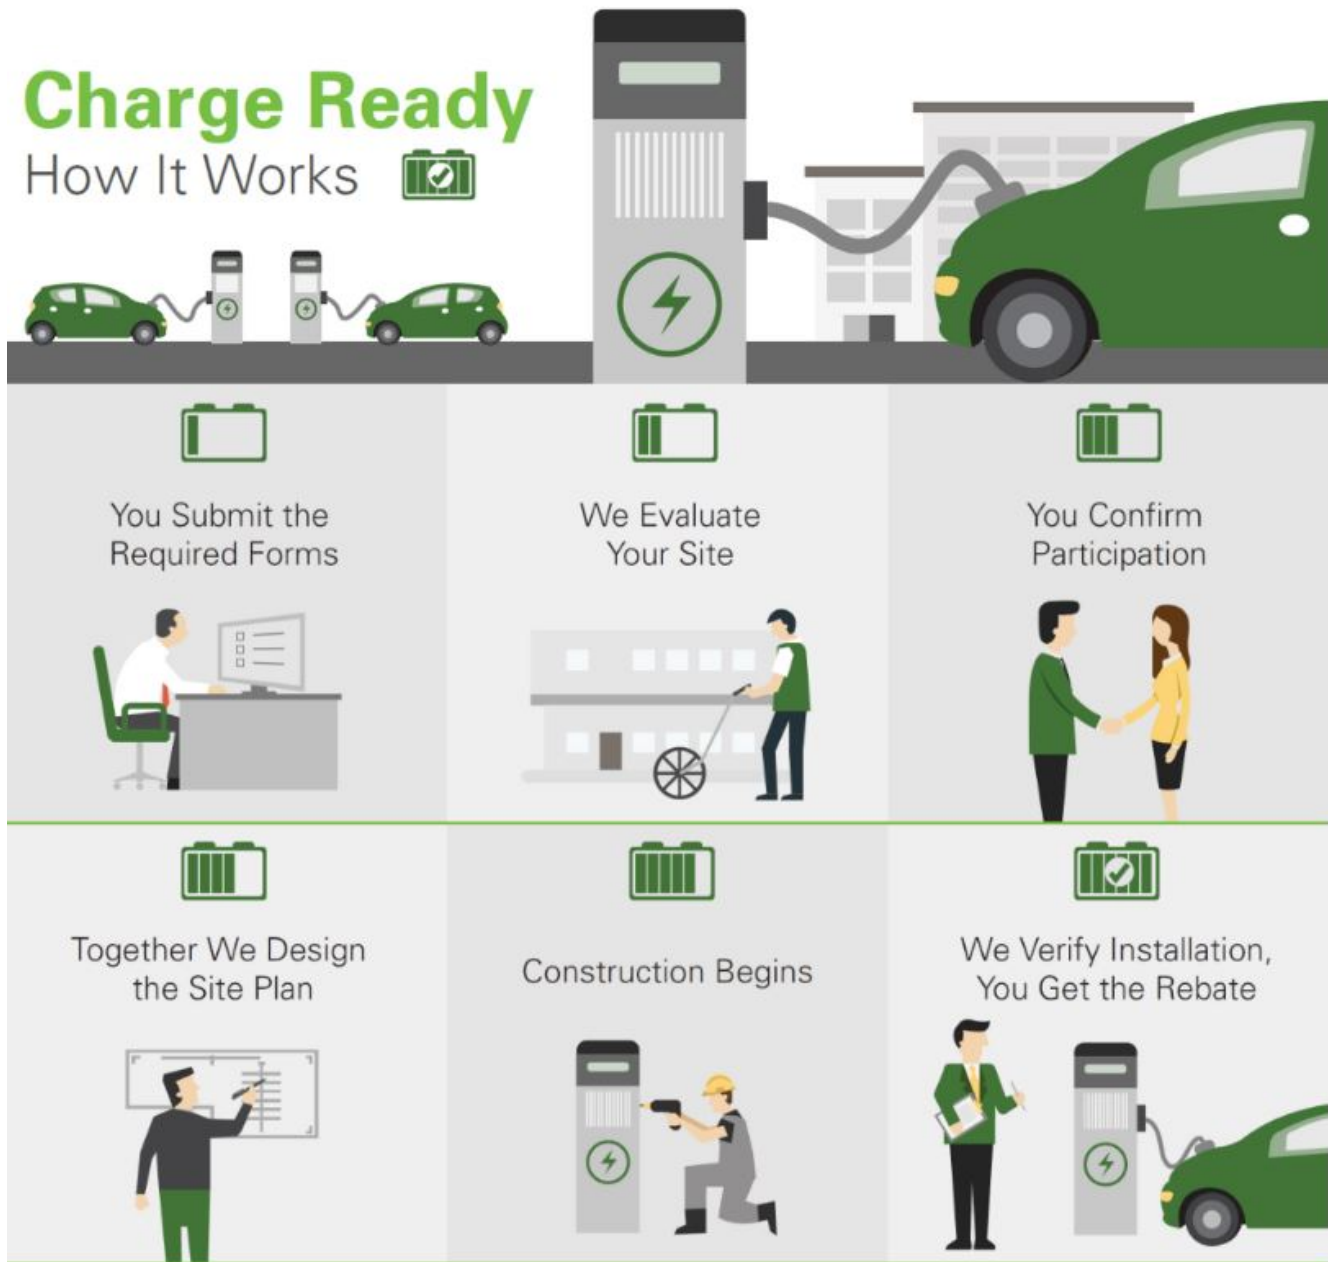 Charge Ready
How It Works
You Submit the
Required Forms
We Evaluate
Your Site
You Confirm
Participation
Together We Design
the Site Plan
Construction Begins
We Verify Installation,
You Get the Rebate